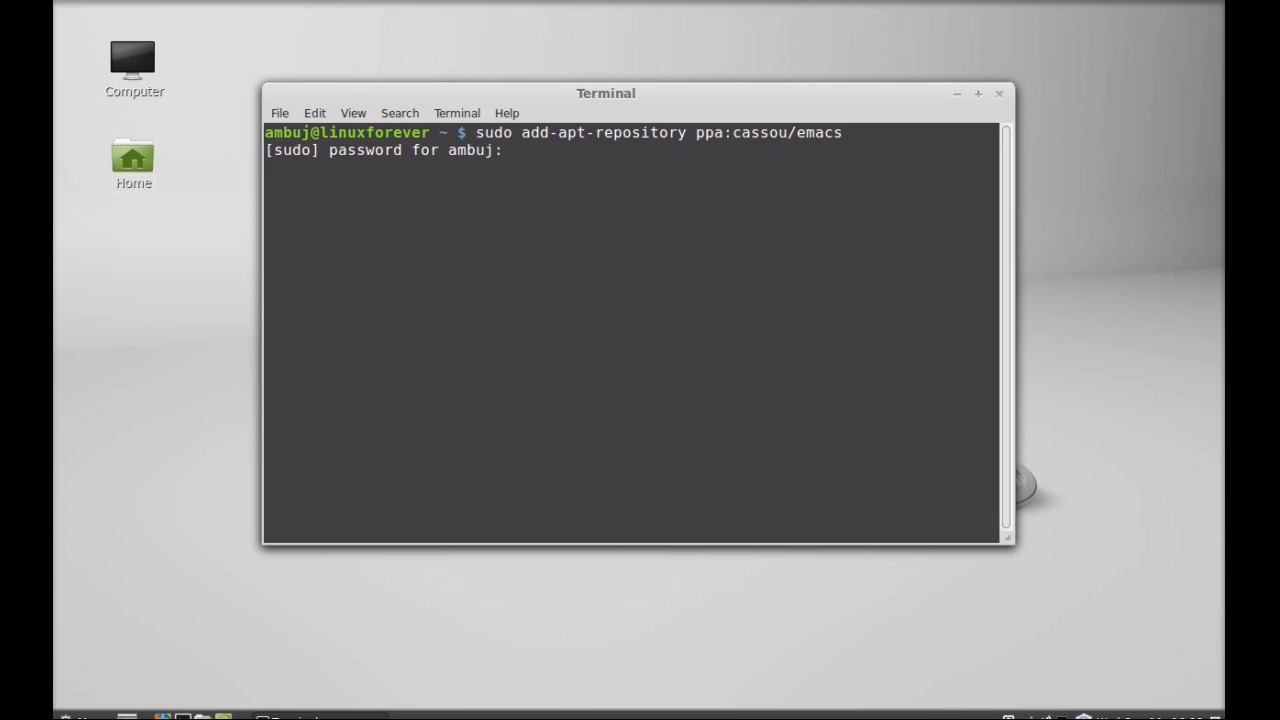 Computer
Home
Terminal
File Edit View Search Terminal Help
ambuj@linuxforever ~ $ sudo add-apt-repository ppa:cassou/emacs
[sudo] password for ambuj: